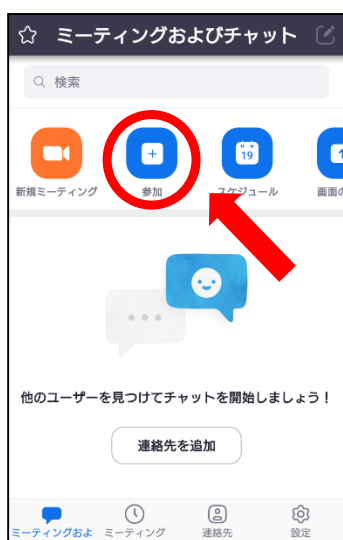 ミーティングおよびチャット
検索
19
新規ミーティング 参加 スケジュール 画面の
他のユーザーを見つけてチャットを開始しましょう！
連絡先を追加
ミーティングおよ ミーティング 連絡先 設定